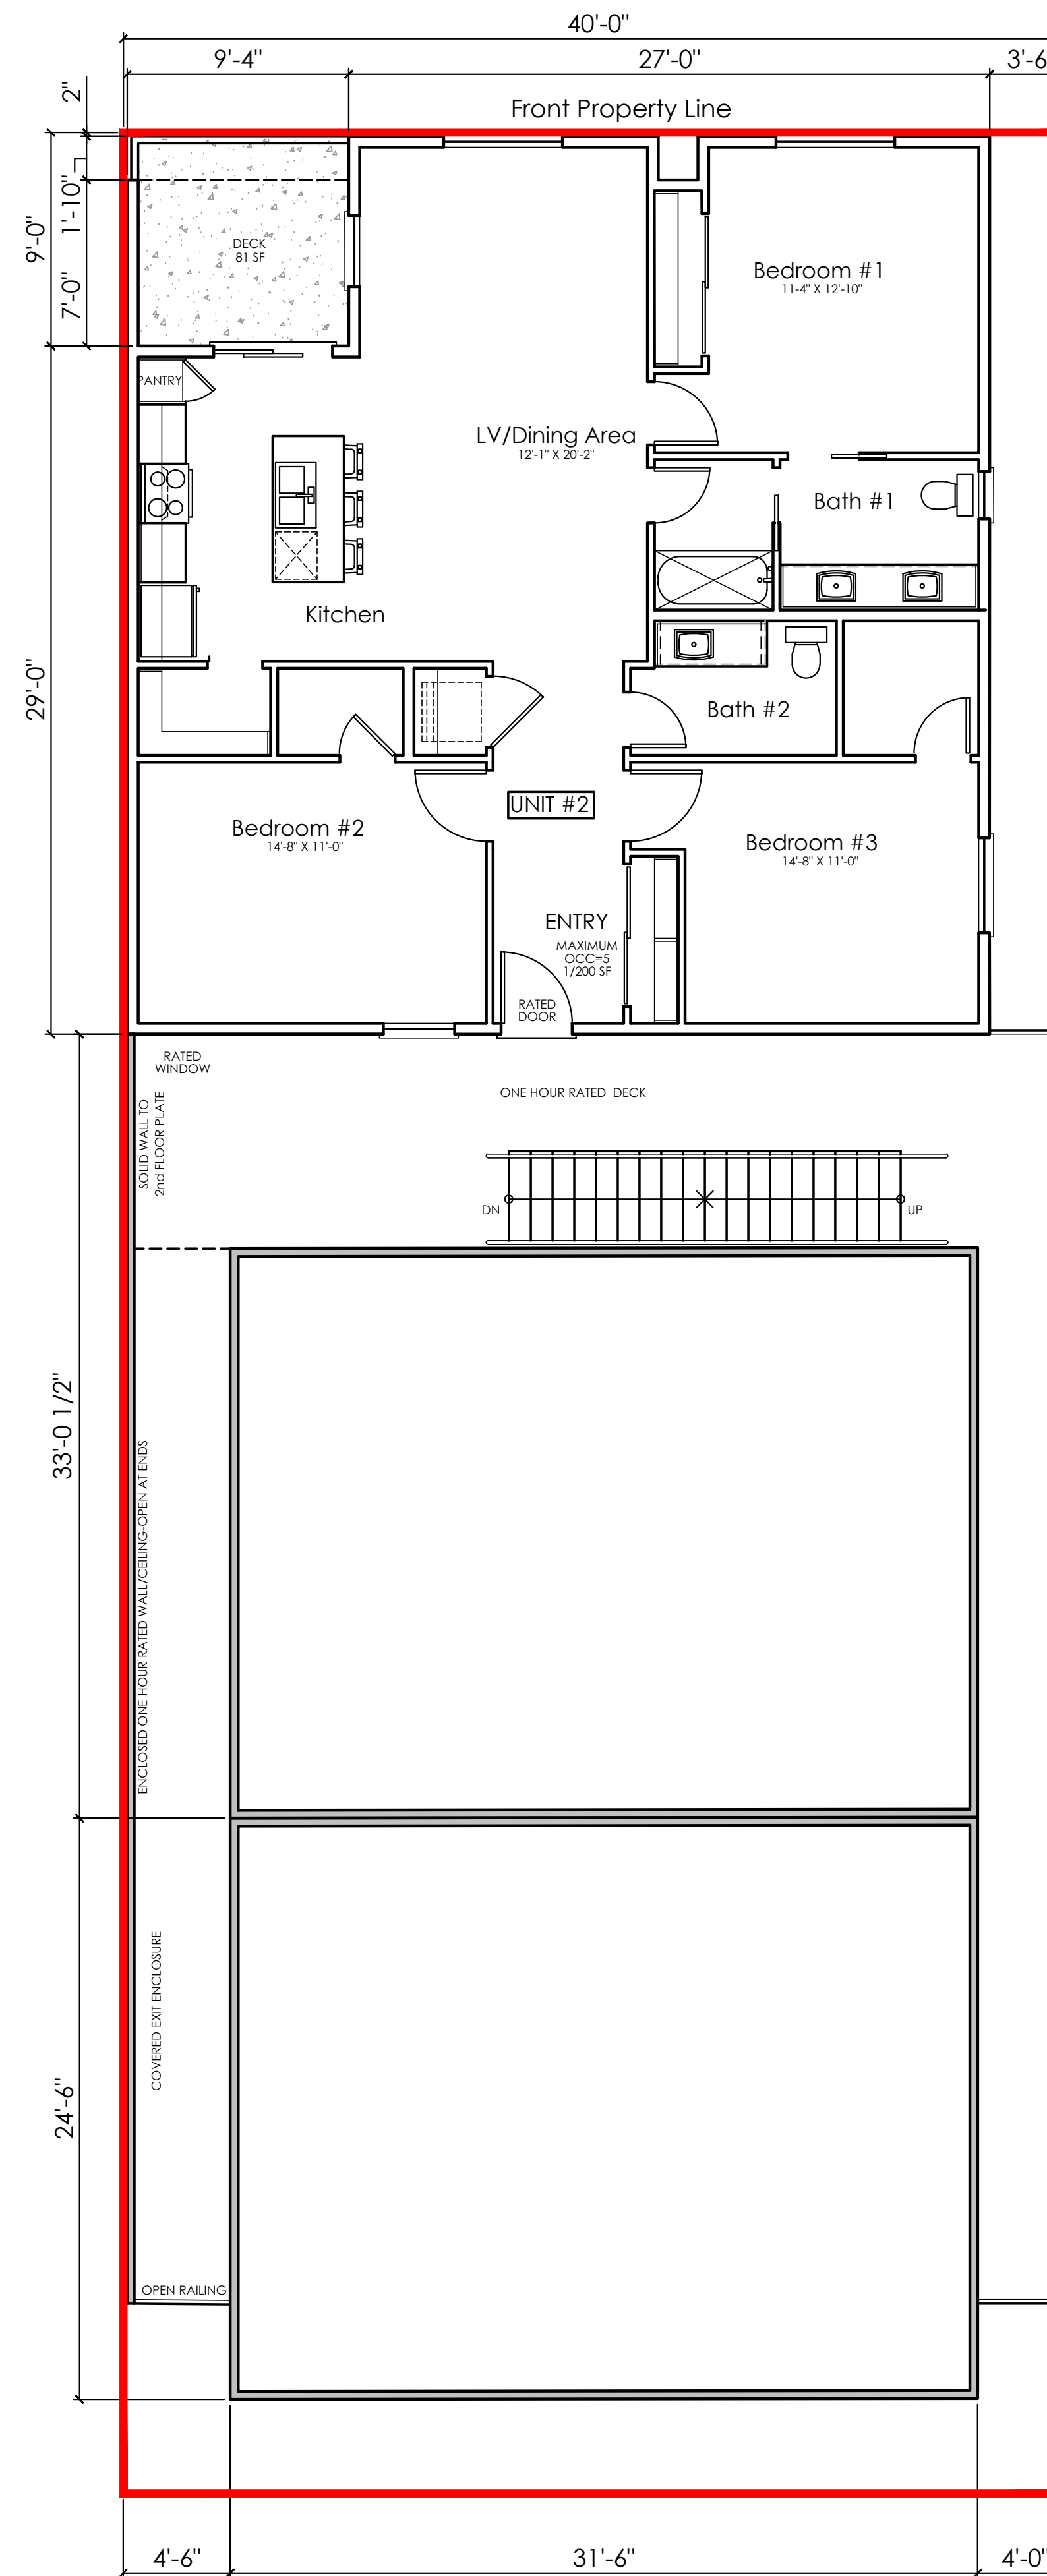 40'-0"
9'-4"
27'-0"
3'-6
2"
Front Property Line
1'-10"
9'-0"
7'-0"
DECK
81 SF
Bedroom #1
11-4" X 12'-10"
PANTRY
LV/Dining Area
12'-1" X 20'-2"
Bath #1
Kitchen
29'-0"
Bath #2
UNIT #2
Bedroom #2
14'-8" X 11'-0"
Bedroom #3
14'-8" X 11'-0"
ENTRY
MAXIMUM
OCC=5
1/200 SF
RATED
DOOR
RATED
WINDOW
ONE HOUR RATED DECK
SOLID WALL TO
2nd FLOOR PLATE
DN
UP
33'-0 1/2"
ENCLOSED ONE HOUR RATED WALL/CEILING-OPEN AT ENDS
COVERED EXIT ENCLOSURE
24'-6"
OPEN RAILING
4'-6"
31'-6"
4'-0"